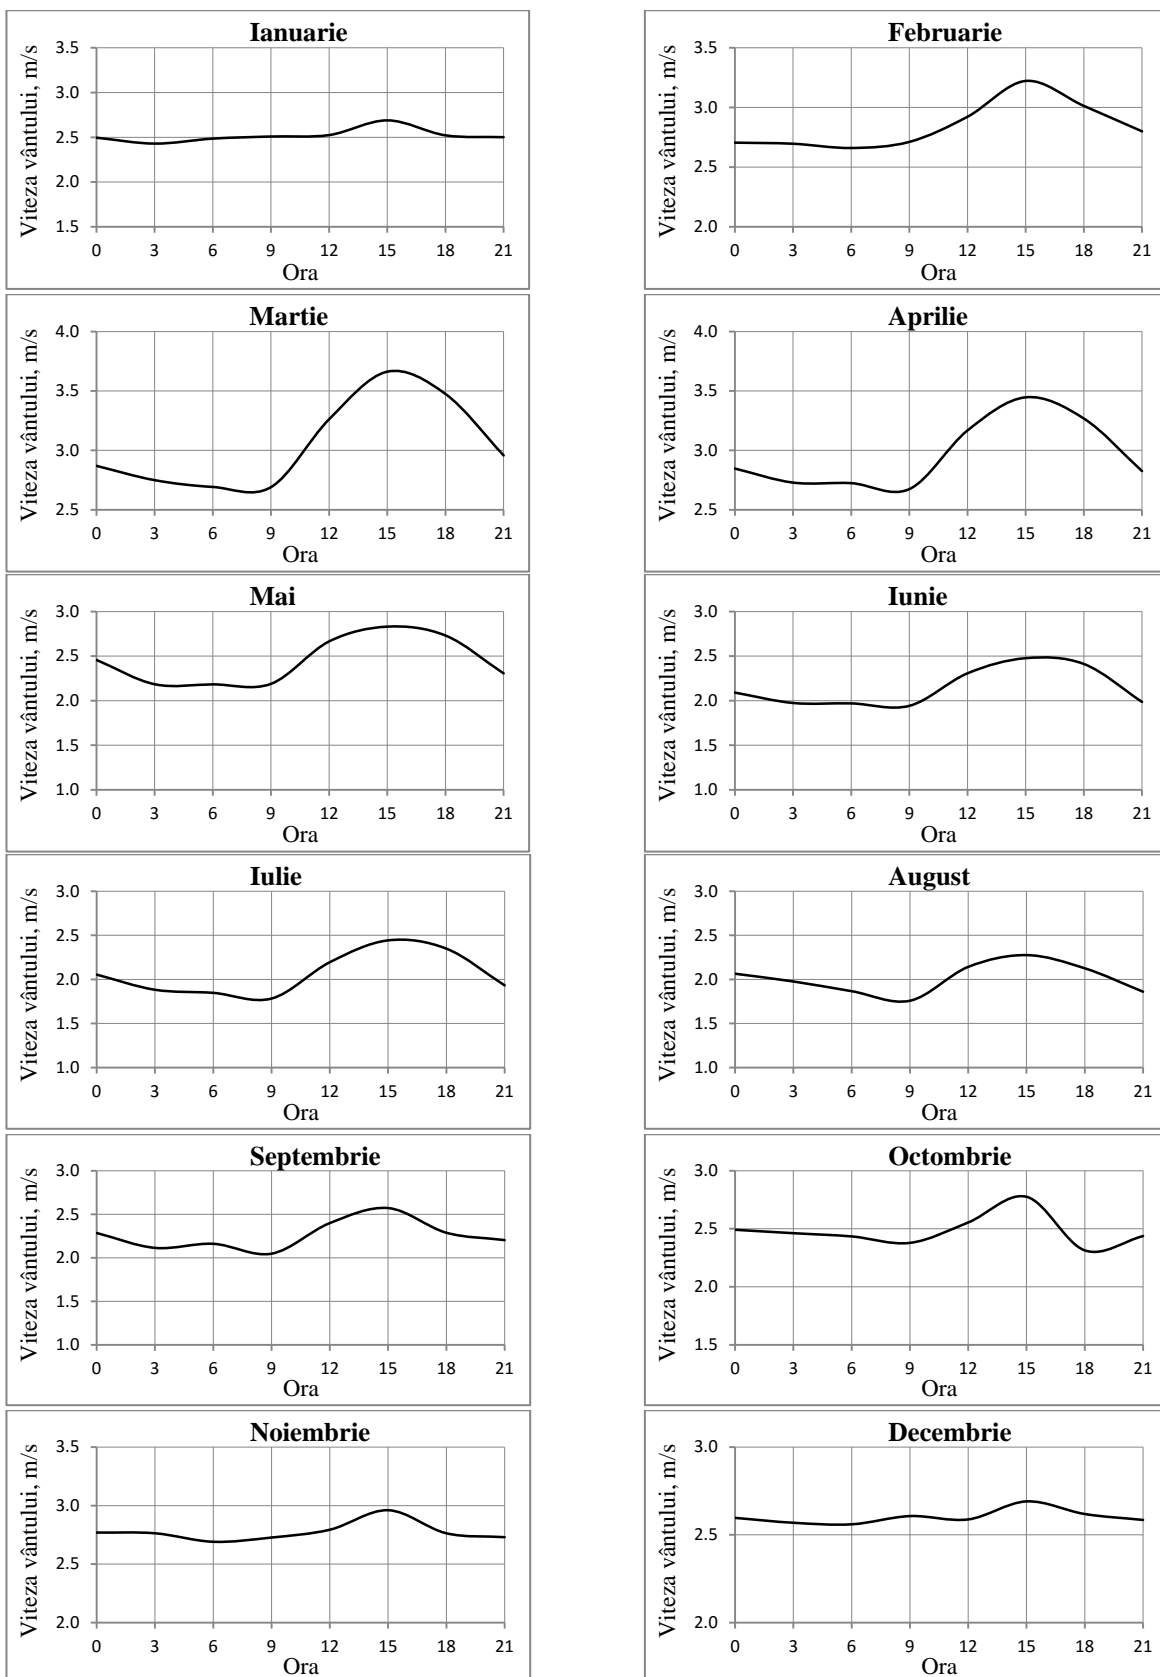 Ianuarie
Viteza vântului, m/s
3.5
3.0
2.5
2.0
1.5
0 3 6 9 12 15 18 21
Ora
Februarie
Viteza vântului, m/s
3.5
3.0
2.5
2.0
0 3 6 9 12 15 18 21
Ora
Martie
Viteza vântului, m/s
4.0
3.5
3.0
2.5
0 3 6 9 12 15 18 21
Ora
Aprilie
Viteza vântului, m/s
4.0
3.5
3.0
2.5
0 3 6 9 12 15 18 21
Ora
Mai
Viteza vântului, m/s
3.0
2.5
2.0
1.5
1.0
0 3 6 9 12 15 18 21
Ora
Iunie
Viteza vântului, m/s
3.0
2.5
2.0
1.5
1.0
0 3 6 9 12 15 18 21
Ora
Iulie
Viteza vântului, m/s
3.0
2.5
2.0
1.5
1.0
0 3 6 9 12 15 18 21
Ora
August
Viteza vântului, m/s
3.0
2.5
2.0
1.5
1.0
0 3 6 9 12 15 18 21
Ora
Septembrie
Viteza vântului, m/s
3.0
2.5
2.0
1.5
1.0
0 3 6 9 12 15 18 21
Ora
Octombrie
Viteza vântului, m/s
3.0
2.5
2.0
1.5
0 3 6 9 12 15 18 21
Ora
Noiembrie
Viteza vântului, m/s
3.5
3.0
2.5
2.0
0 3 6 9 12 15 18 21
Ora
Decembrie
Viteza vântului, m/s
3.0
2.5
2.0
0 3 6 9 12 15 18 21
Ora